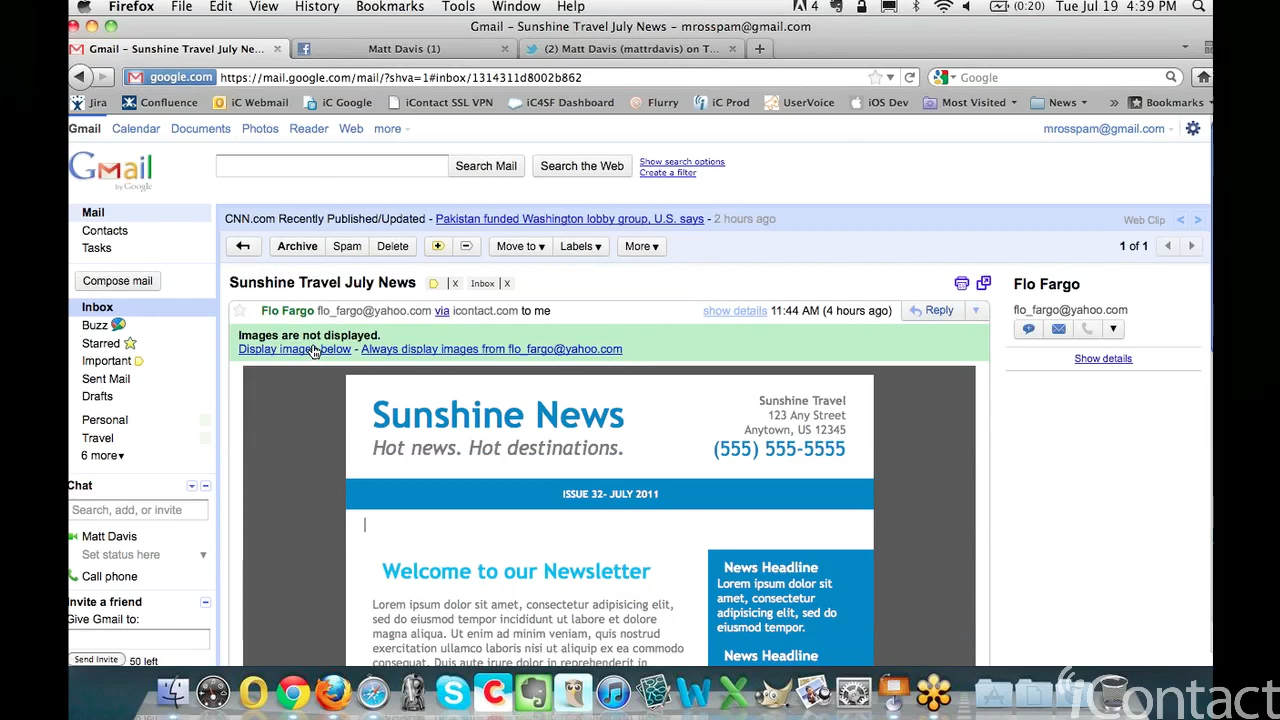 Firefox File Edit View History Bookmarks Tools Window Help 4 (0:20) Tue Jul 19 4:39 PM
Gmail – Sunshine Travel July News – mrosspam@gmail.com
Gmail – Sunshine Travel July Ne... Matt Davis (1) (2) Matt Davis (mattrdavis) on T...
google.com https://mail.google.com/mail/?shva=1#inbox/1314311d8002b862 Google
Jira Confluence iC Webmail iC Google iContact SSL VPN iC4SF Dashboard Flurry iC Prod UserVoice iOS Dev Most Visited News » Bookmarks
Gmail Calendar Documents Photos Reader Web more mrosspam@gmail.com
Gmail
by Google
Search Mail Search the Web Show search options
Create a filter
Mail
Contacts
Tasks
Compose mail
Inbox
Buzz
Starred
Important
Sent Mail
Drafts
Personal
Travel
6 more▾
Chat
Search, add, or invite
Matt Davis
Set status here
Call phone
Invite a friend
Give Gmail to:
Send Invite 50 left
CNN.com Recently Published/Updated - Pakistan funded Washington lobby group, U.S. says - 2 hours ago Web Clip < >
Archive Spam Delete Move to▾ Labels▾ More▾ 1 of 1
Sunshine Travel July News X Inbox X
Flo Fargo flo_fargo@yahoo.com via icontact.com to me show details 11:44 AM (4 hours ago) Reply
Images are not displayed.
Display images below - Always display images from flo_fargo@yahoo.com
Sunshine News
Hot news. Hot destinations.
Sunshine Travel
123 Any Street
Anytown, US 12345
(555) 555-5555
ISSUE 32- JULY 2011
Welcome to our Newsletter
Lorem ipsum dolor sit amet, consectetur adipisicing elit,
sed do eiusmod tempor incididunt ut labore et dolore
magna aliqua. Ut enim ad minim veniam, quis nostrud
exercitation ullamco laboris nisi ut aliquip ex ea commodo
consequat. Duis aute irure dolor in reprehenderit in
News Headline
Lorem ipsum dolor sit
amet, consectetur
adipisicing elit, sed do
eiusmod tempor.
News Headline
Flo Fargo
flo_fargo@yahoo.com
Show details
iContact